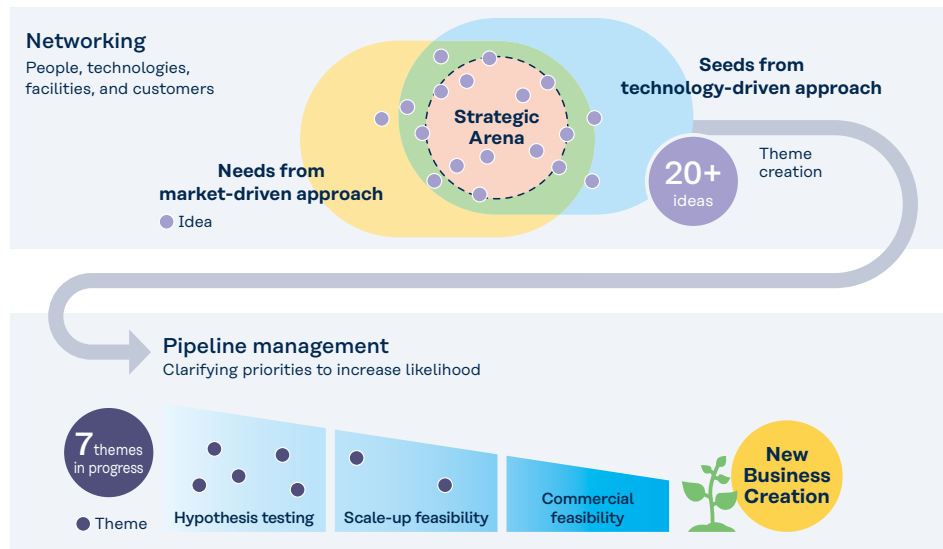 Networking
People, technologies,
facilities, and customers
Seeds from
technology-driven approach
Strategic
Arena
Needs from
market-driven approach
Idea
20+
ideas
Theme
creation
Pipeline management
Clarifying priorities to increase likelihood
7 themes
in progress
Theme
Hypothesis testing
Scale-up feasibility
Commercial
feasibility
New
Business
Creation